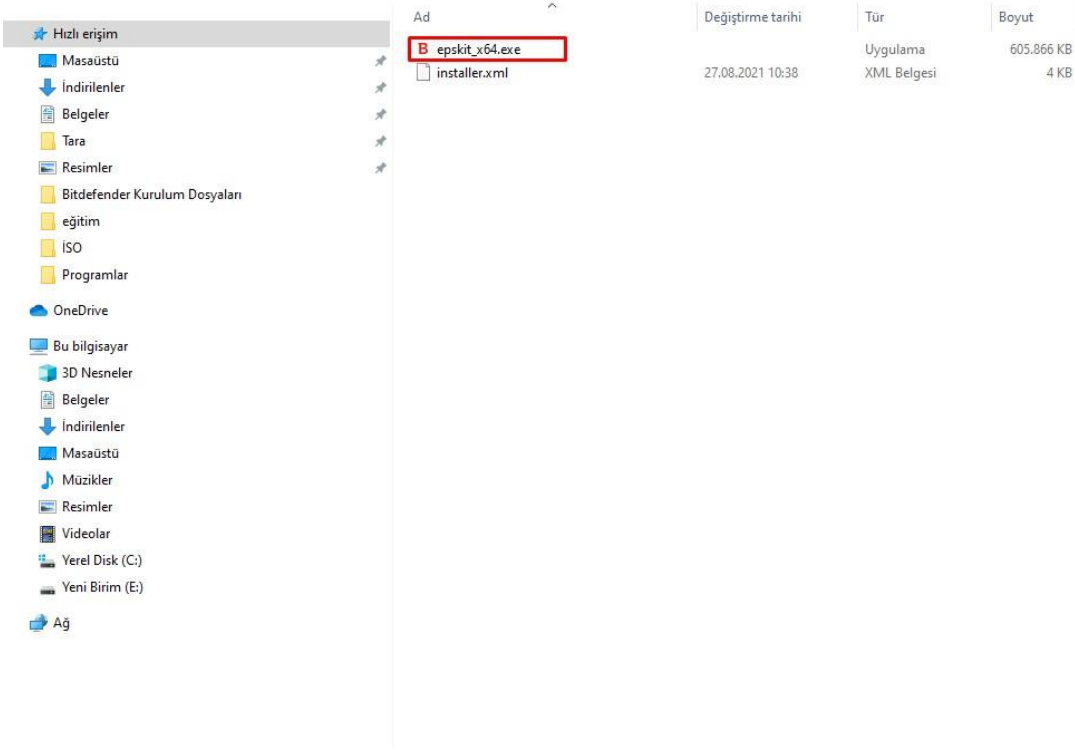 Ad Değiştirme tarihi Tür Boyut
Hızlı erişim
Masaüstü
İndirilenler
Belgeler
Tara
Resimler
Bitdefender Kurulum Dosyaları
eğitim
İSO
Programlar
OneDrive
Bu bilgisayar
3D Nesneler
Belgeler
İndirilenler
Masaüstü
Müzikler
Resimler
Videolar
Yerel Disk (C:)
Yeni Birim (E:)
Ağ
B epskit_x64.exe Uygulama 605.866 KB
installer.xml 27.08.2021 10:38 XML Belgesi 4 KB